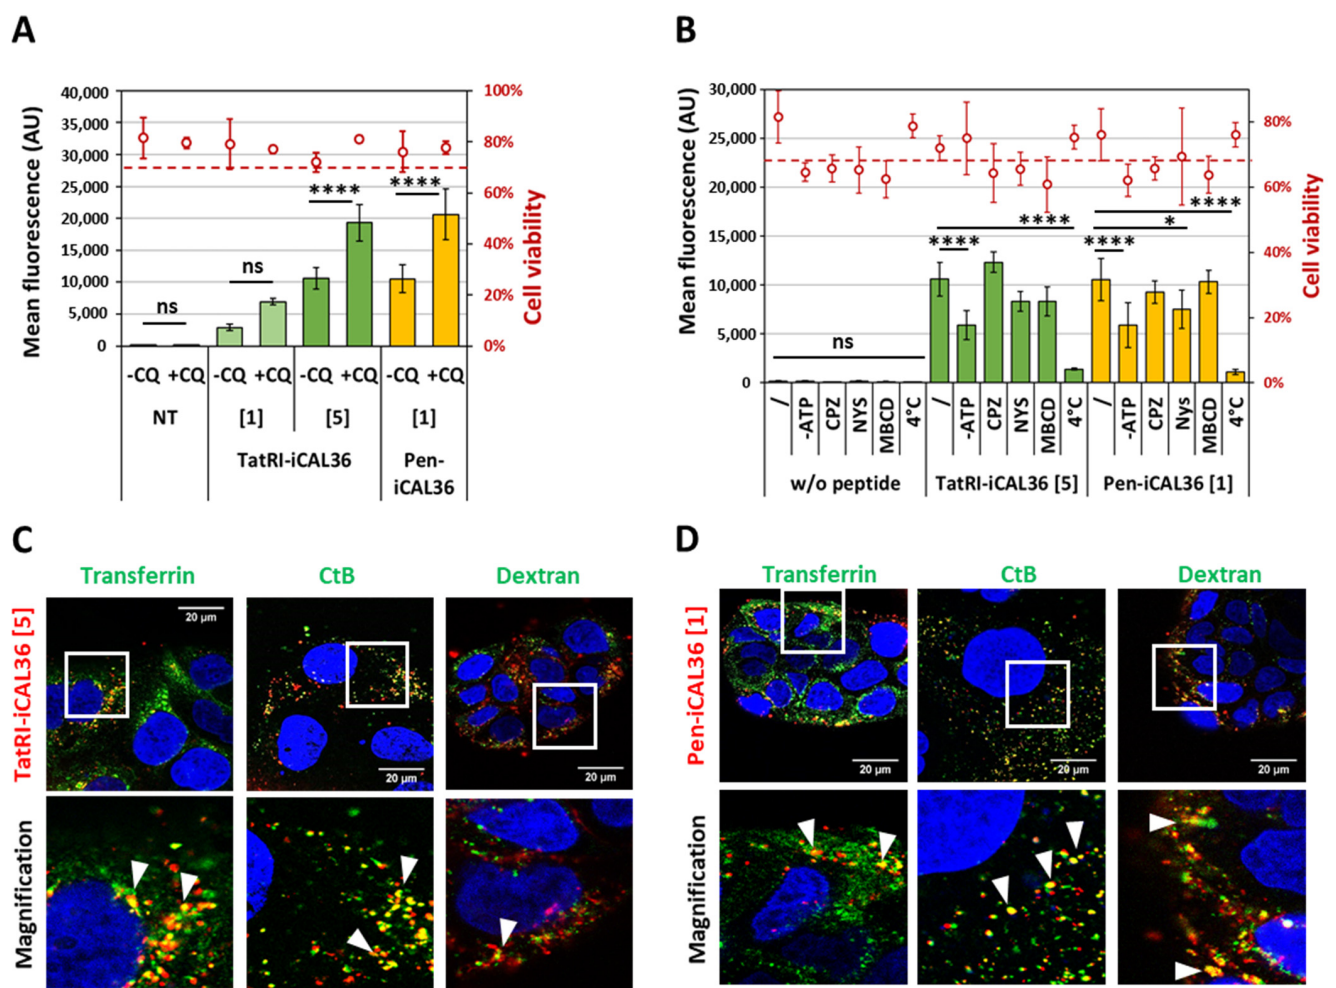 A
Mean fluorescence (AU)
40,000
35,000
30,000
25,000
20,000
15,000
10,000
5,000
0
100%
80%
60%
40%
20%
0%
Cell viability
ns
ns
****
****
-CQ +CQ -CQ +CQ -CQ +CQ -CQ +CQ
NT [1] [5] [1]
TatRI-iCAL36 Pen-
iCAL36
B
Mean fluorescence (AU)
30,000
25,000
20,000
15,000
10,000
5,000
0
80%
60%
40%
20%
0%
Cell viability
ns
****
****
****
*
****
/ -ATP CPZ NYS MBCD 4°C / -ATP CPZ NYS MBCD 4°C / -ATP CPZ Nys MBCD 4°C
w/o peptide TatRI-iCAL36 [5] Pen-iCAL36 [1]
C
Transferrin CtB Dextran
TatRI-iCAL36 [5]
20 µm
20 µm
20 µm
Magnification
D
Transferrin CtB Dextran
Pen-iCAL36 [1]
20 µm
20 µm
20 µm
Magnification